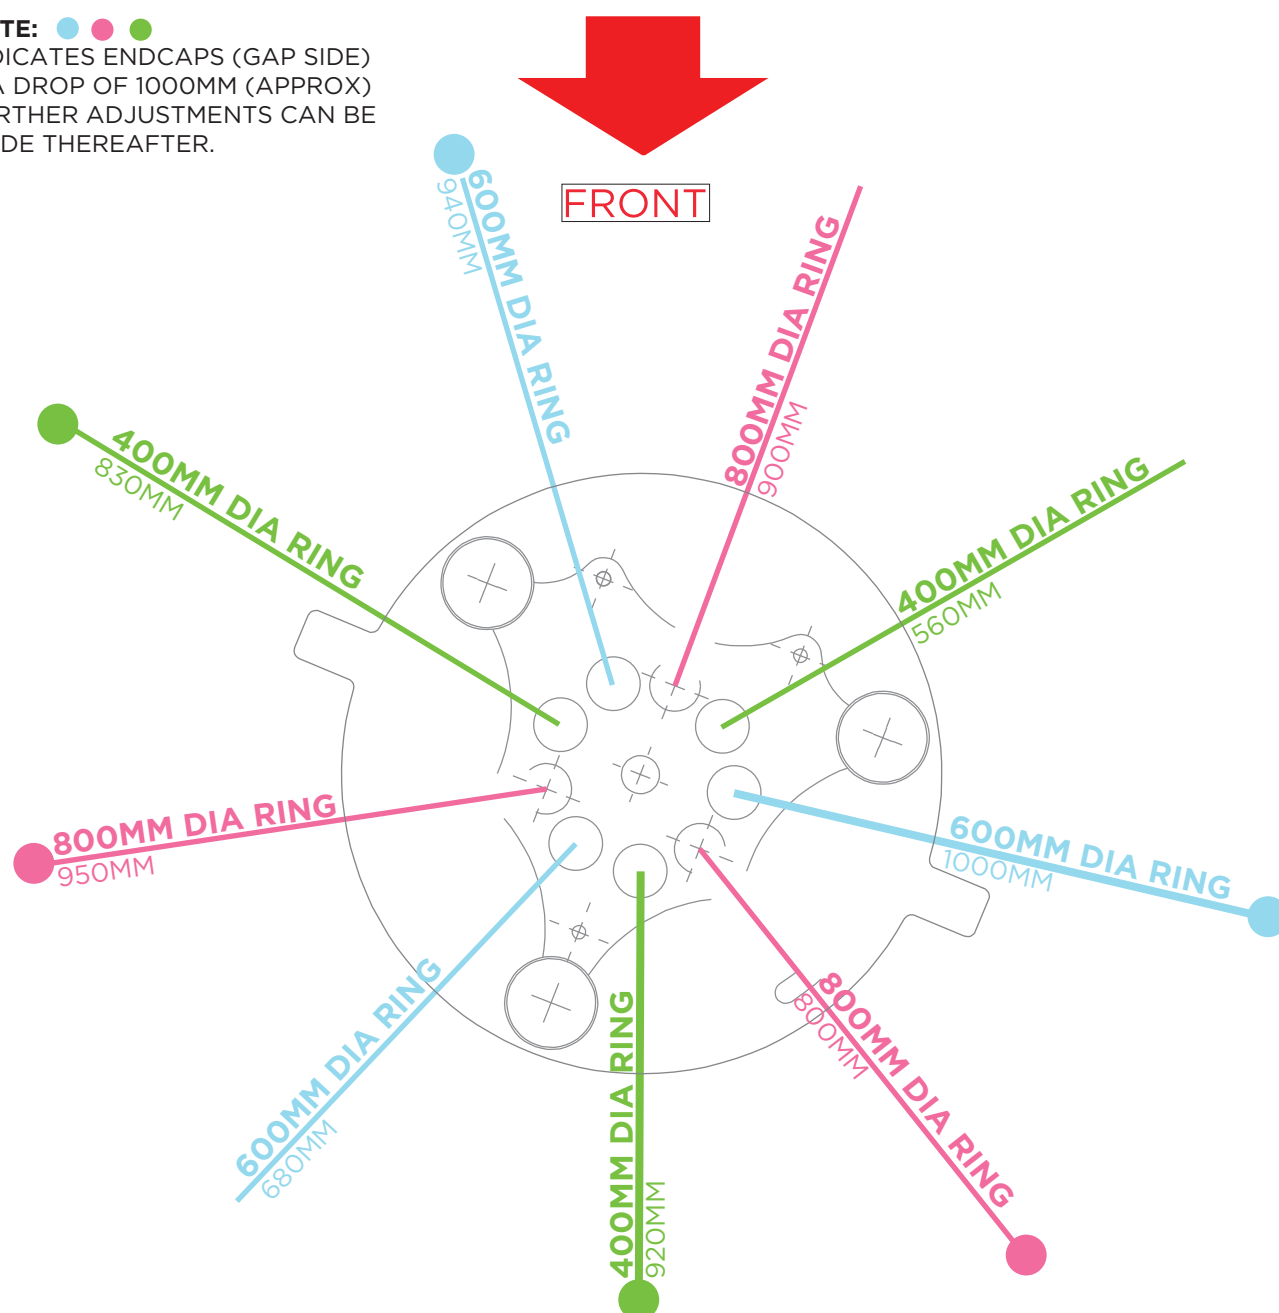 TE:
DICATES ENDCAPS (GAP SIDE)
A DROP OF 1000MM (APPROX)
RTHER ADJUSTMENTS CAN BE
DE THEREAFTER.
FRONT
600MM DIA RING
940MM
800MM DIA RING
900MM
400MM DIA RING
830MM
400MM DIA RING
560MM
800MM DIA RING
950MM
600MM DIA RING
1000MM
600MM DIA RING
680MM
400MM DIA RING
920MM
800MM DIA RING
800MM